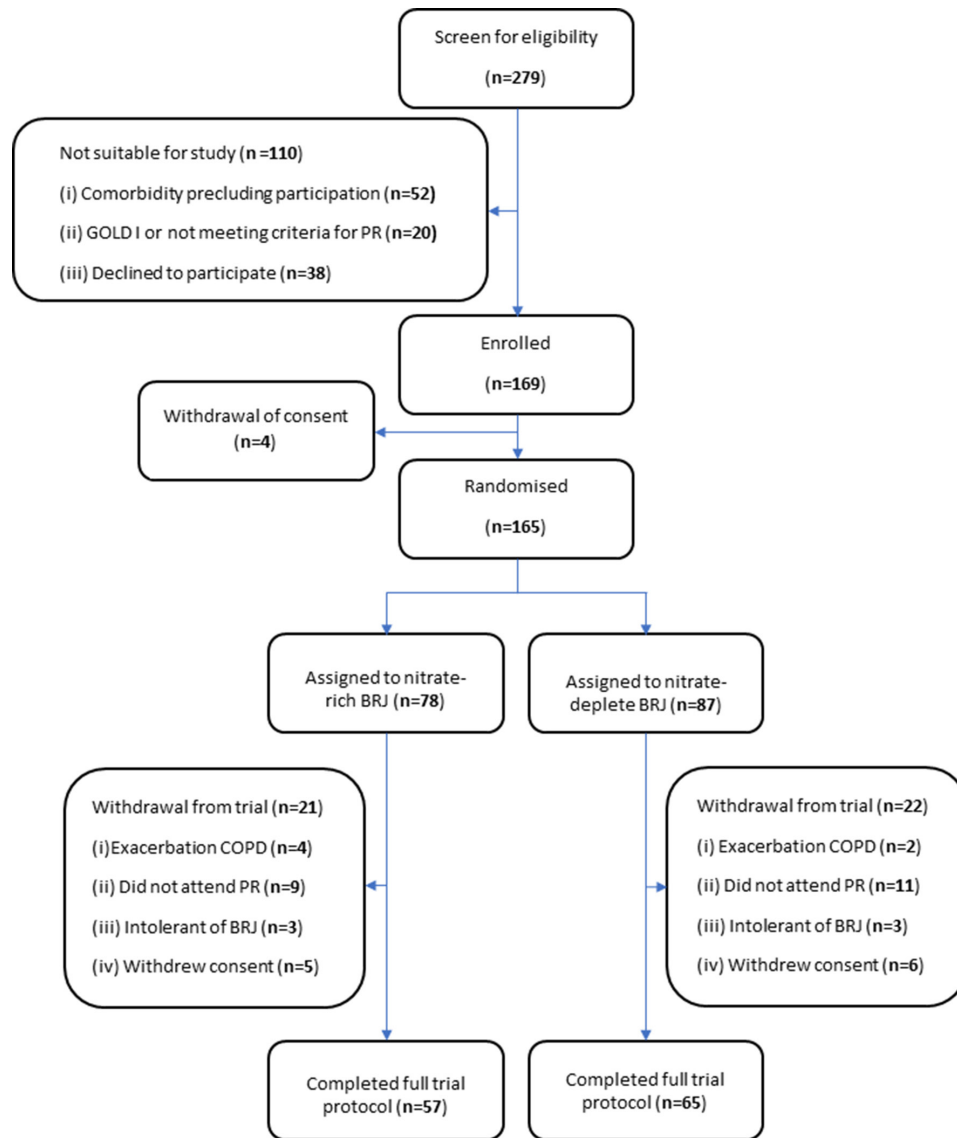 Screen for eligibility
(n=279)
Not suitable for study (n =110)
(i) Comorbidity precluding participation (n=52)
(ii) GOLD I or not meeting criteria for PR (n=20)
(iii) Declined to participate (n=38)
Enrolled
(n=169)
Withdrawal of consent
(n=4)
Randomised
(n=165)
Assigned to nitrate-
rich BRJ (n=78)
Assigned to nitrate-
deplete BRJ (n=87)
Withdrawal from trial (n=21)
(i)Exacerbation COPD (n=4)
(ii) Did not attend PR (n=9)
(iii) Intolerant of BRJ (n=3)
(iv) Withdrew consent (n=5)
Withdrawal from trial (n=22)
(i) Exacerbation COPD (n=2)
(ii) Did not attend PR (n=11)
(iii) Intolerant of BRJ (n=3)
(iv) Withdrew consent (n=6)
Completed full trial
protocol (n=57)
Completed full trial
protocol (n=65)